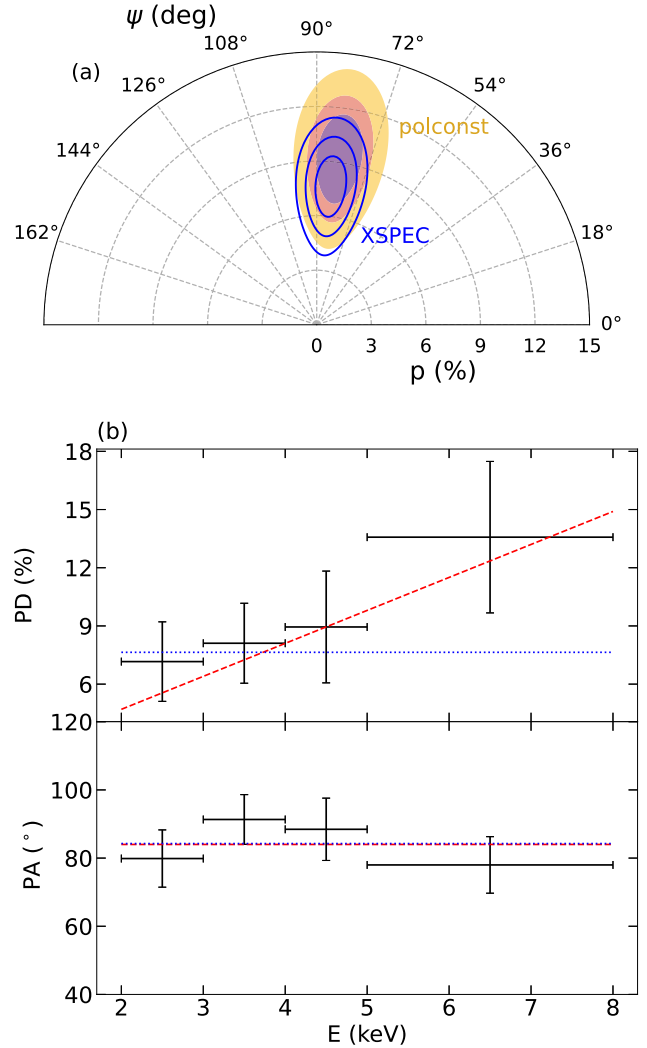 ψ (deg)
90°
108°
72°
(a)
126°
54°
polconst
144°
36°
XSPEC
162°
18°
0°
0 3 6 9 12 15
p (%)
(b)
18
15
12
9
6
PD (%)
120
100
80
60
40
PA (°)
2 3 4 5 6 7 8
E (keV)